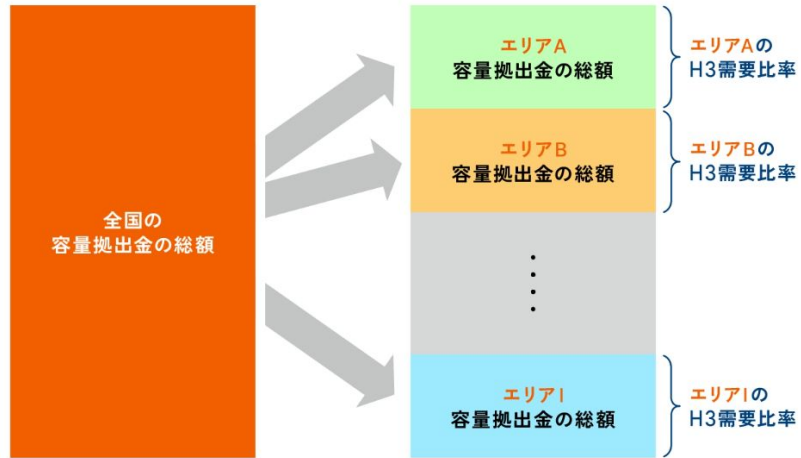 全国の
容量拠出金の総額
エリアA
容量拠出金の総額
エリアAの
H3需要比率
エリアB
容量拠出金の総額
エリアBの
H3需要比率
エリアI
容量拠出金の総額
エリアIの
H3需要比率